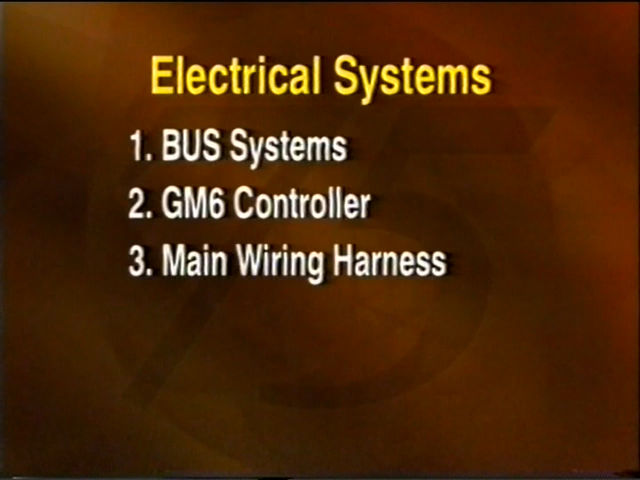 Electrical Systems
1. BUS Systems
2. GM6 Controller
3. Main Wiring Harness